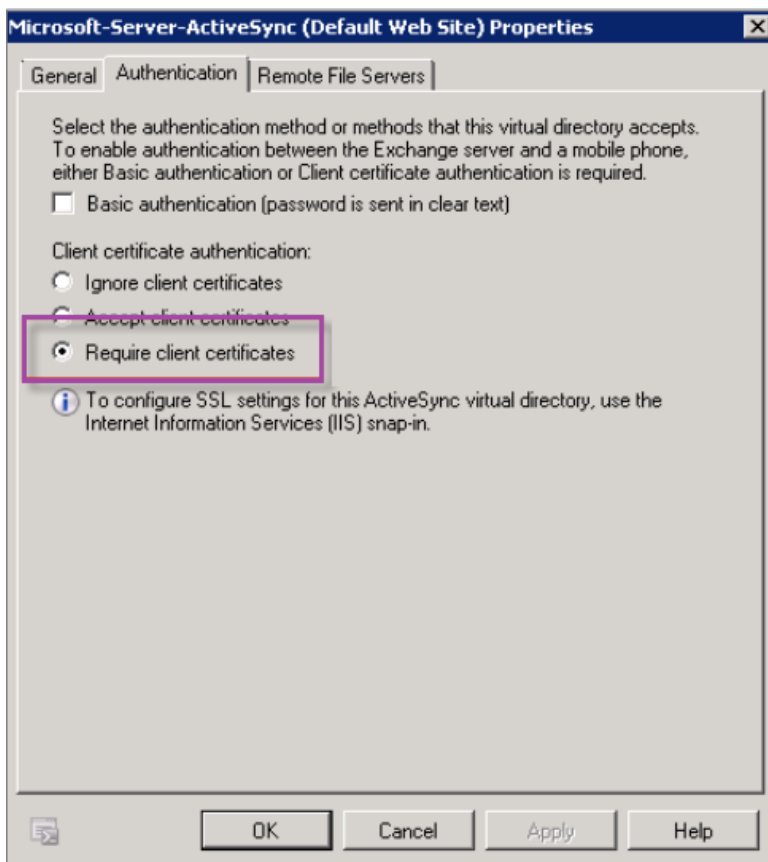 Microsoft-Server-ActiveSync (Default Web Site) Properties
General
Authentication
Remote File Servers
Select the authentication method or methods that this virtual directory accepts.
To enable authentication between the Exchange server and a mobile phone,
either Basic authentication or Client certificate authentication is required.
Basic authentication (password is sent in clear text)
Client certificate authentication:
Ignore client certificates
Accept client certificates
Require client certificates
To configure SSL settings for this ActiveSync virtual directory, use the
Internet Information Services (IIS) snap-in.
OK
Cancel
Apply
Help